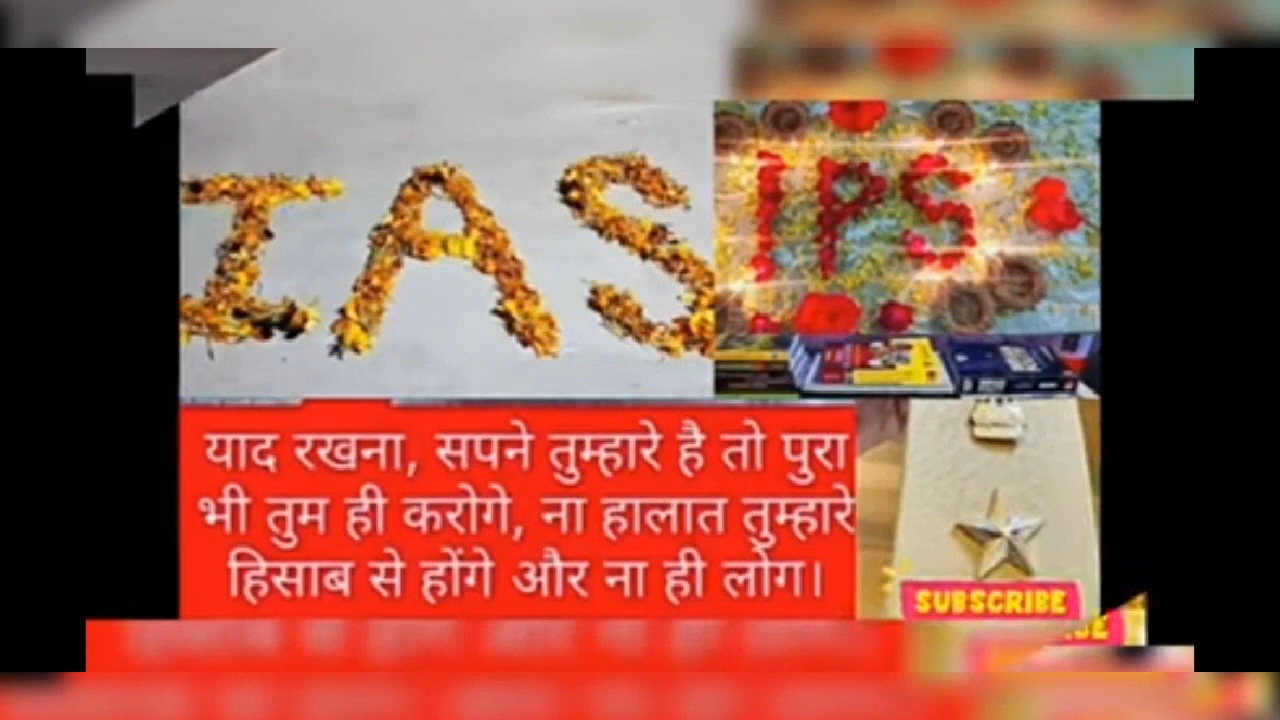 IAS
IPS
याद रखना, सपने तुम्हारे है तो पुरा
भी तुम ही करोगे, ना हालात तुम्हारे
हिसाब से होंगे और ना ही लोग।
SUBSCRIBE